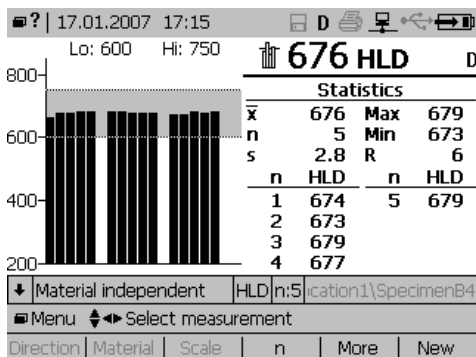 ? 17.01.2007 17:15 D
Lo: 600 Hi: 750
676 HLD D
Statistics
x 676 Max 679
n 5 Min 673
s 2.8 R 6
n HLD n HLD
1 674 5 679
2 673
3 679
4 677
800
600
400
200
Material independent HLD n:5 ication1\SpecimenB4
Menu Select measurement
Direction Material Scale n More New